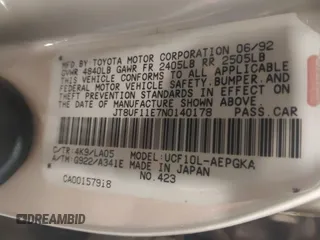 MFD BY TOYOTA MOTOR CORPORATION 06/92
GVWR 4840LB GAWR FR 2405LB RR 2505LB
THIS VEHICLE CONFORMS TO ALL APPLICABLE
FEDERAL MOTOR VEHICLE SAFETY, BUMPER, AND
THEFT PREVENTION STANDARDS IN EFFECT ON
THE DATE OF MANUFACTURE SHOWN ABOVE.
JT8UF11E7N0140178 PASS. CAR
C/TR: 4K9/LA05 MODEL: UCF10L-AEPGKA
A/TM: G922/A341E MADE IN JAPAN
CA00157918 NO. 423
DREAMBID